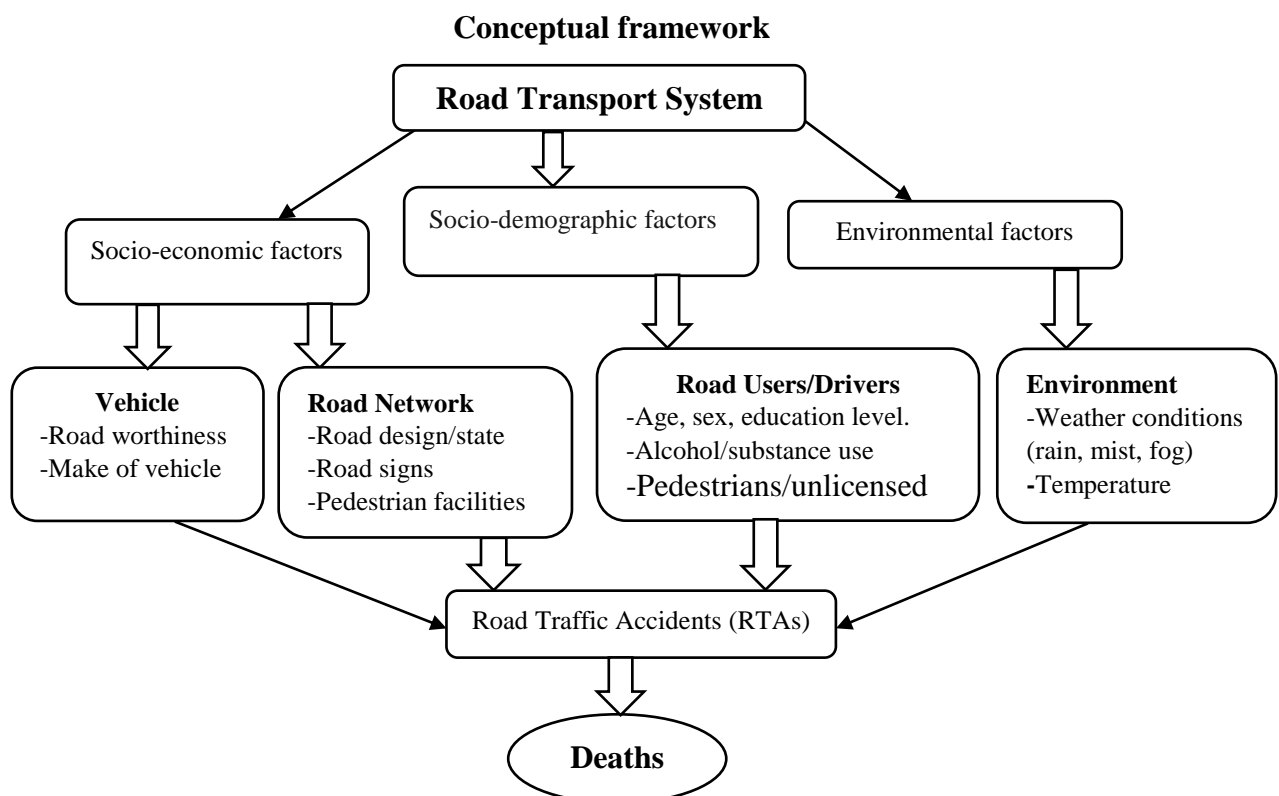 Conceptual framework
Road Transport System
Socio-economic factors
Socio-demographic factors
Environmental factors
Vehicle
-Road worthiness
-Make of vehicle
Road Network
-Road design/state
-Road signs
-Pedestrian facilities
Road Users/Drivers
-Age, sex, education level.
-Alcohol/substance use
-Pedestrians/unlicensed
Environment
-Weather conditions
(rain, mist, fog)
-Temperature
Road Traffic Accidents (RTAs)
Deaths